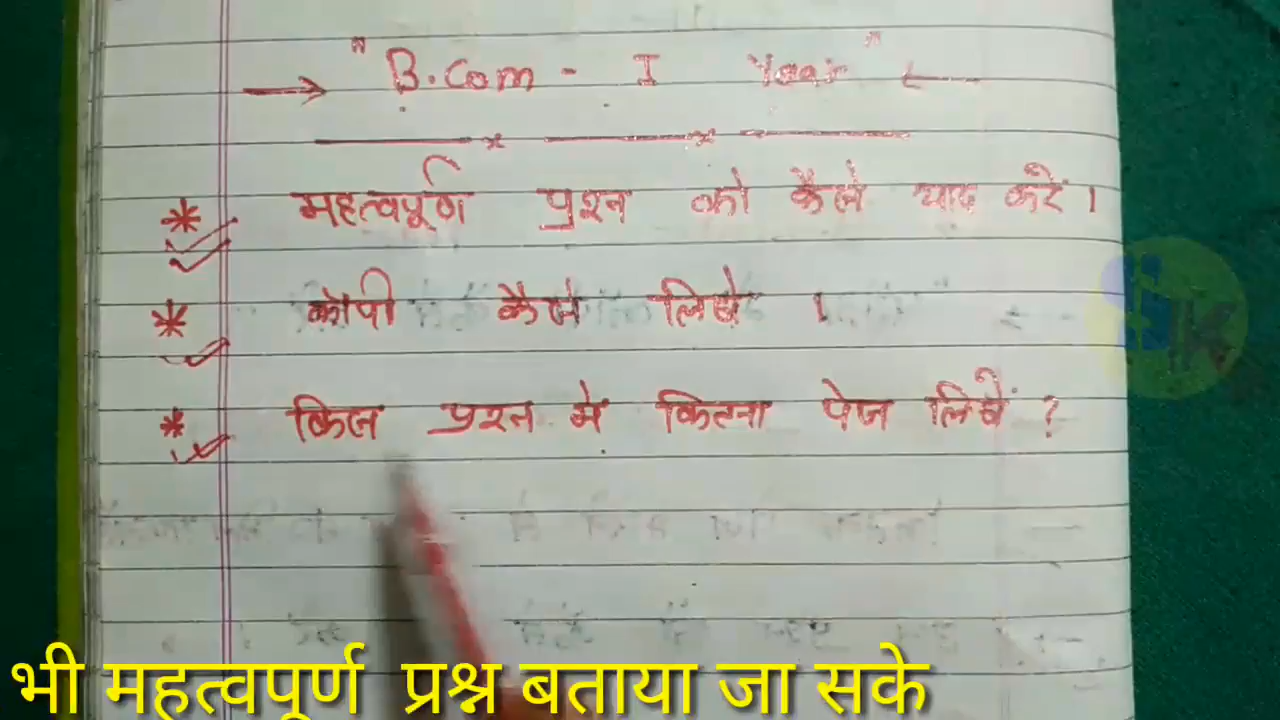 "B.Com - I Year"
महत्वपूर्ण प्रश्न को कैसे याद करें।
कॉपी कैसे लिखे ।
किस प्रश्न में कितना पेज लिखें ?
भी महत्वपूर्ण प्रश्न बताया जा सके